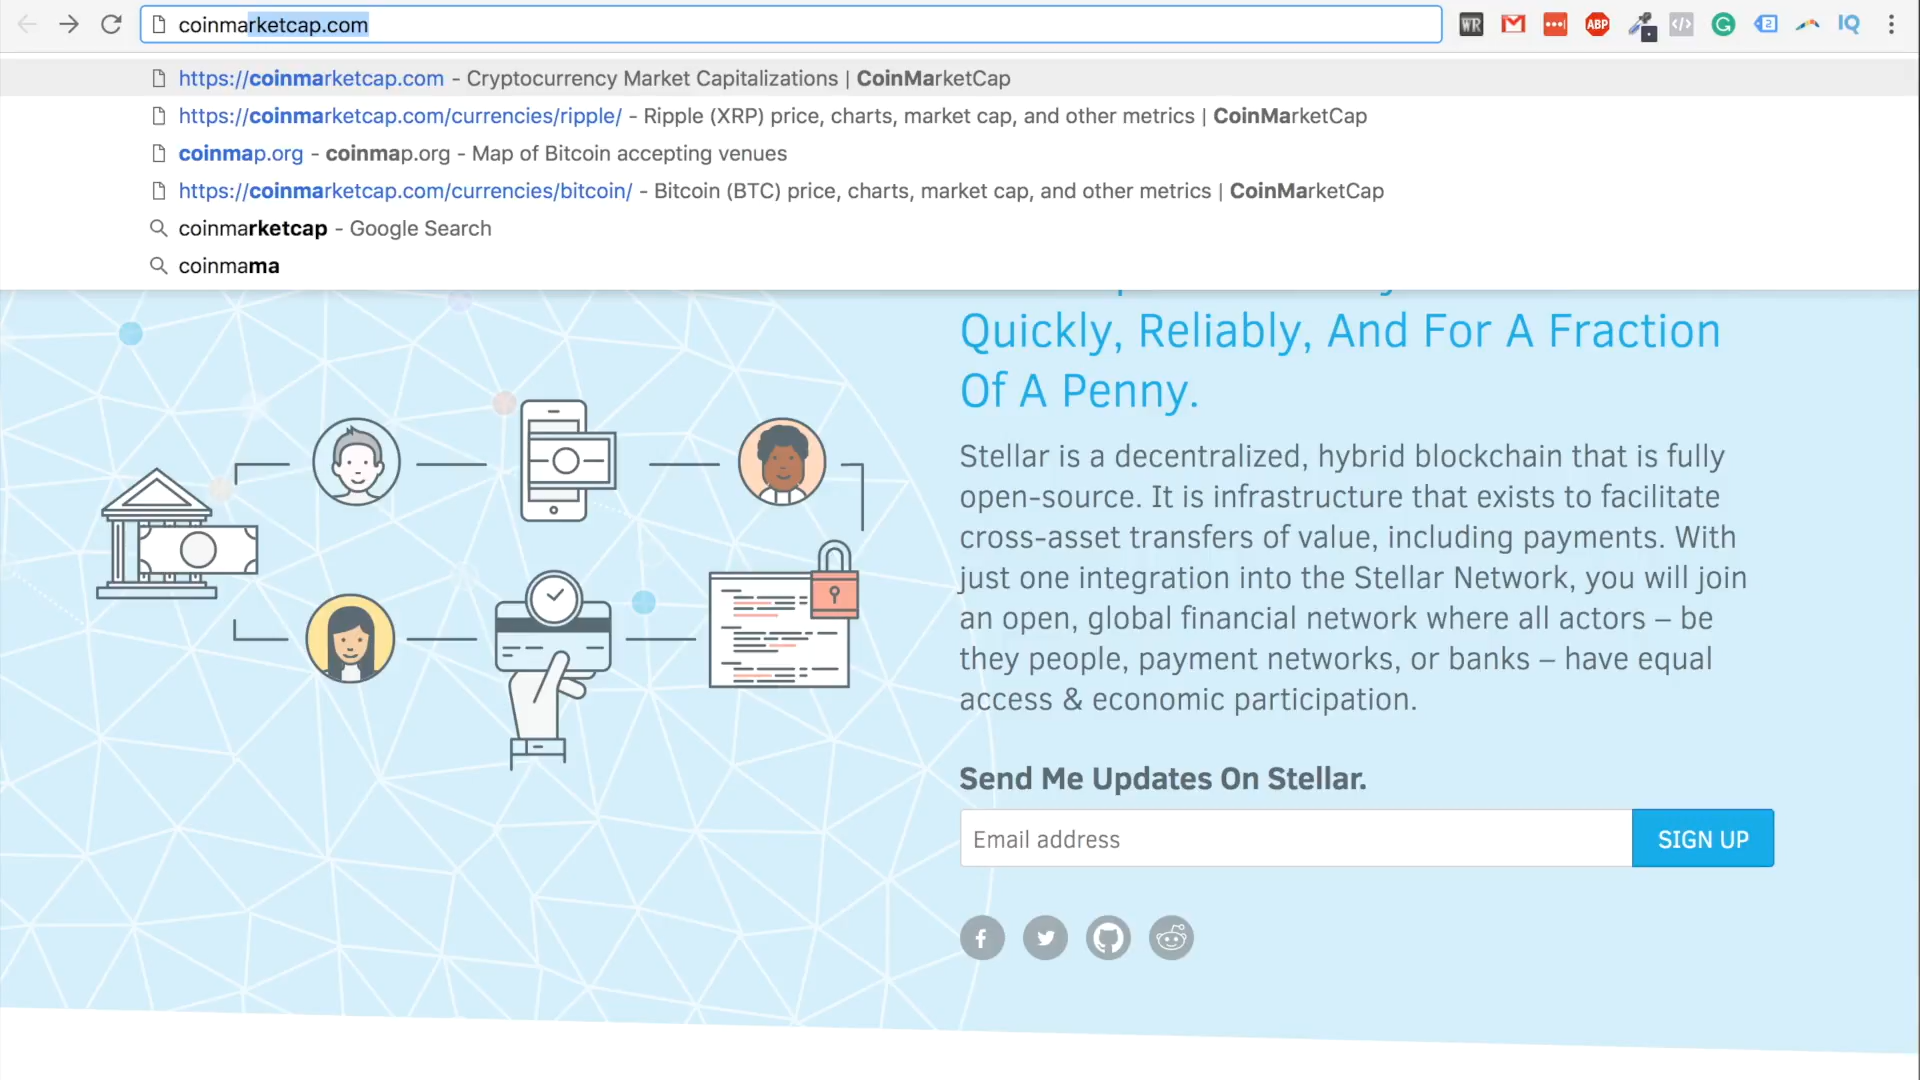 coinmarketcap.com
WR
ABP
2
IQ
https://coinmarketcap.com - Cryptocurrency Market Capitalizations | CoinMarketCap
https://coinmarketcap.com/currencies/ripple/ - Ripple (XRP) price, charts, market cap, and other metrics | CoinMarketCap
coinmap.org - coinmap.org - Map of Bitcoin accepting venues
https://coinmarketcap.com/currencies/bitcoin/ - Bitcoin (BTC) price, charts, market cap, and other metrics | CoinMarketCap
coinmarketcap - Google Search
coinmama
Quickly, Reliably, And For A Fraction
Of A Penny.
Stellar is a decentralized, hybrid blockchain that is fully
open-source. It is infrastructure that exists to facilitate
cross-asset transfers of value, including payments. With
just one integration into the Stellar Network, you will join
an open, global financial network where all actors – be
they people, payment networks, or banks – have equal
access & economic participation.
Send Me Updates On Stellar.
Email address
SIGN UP